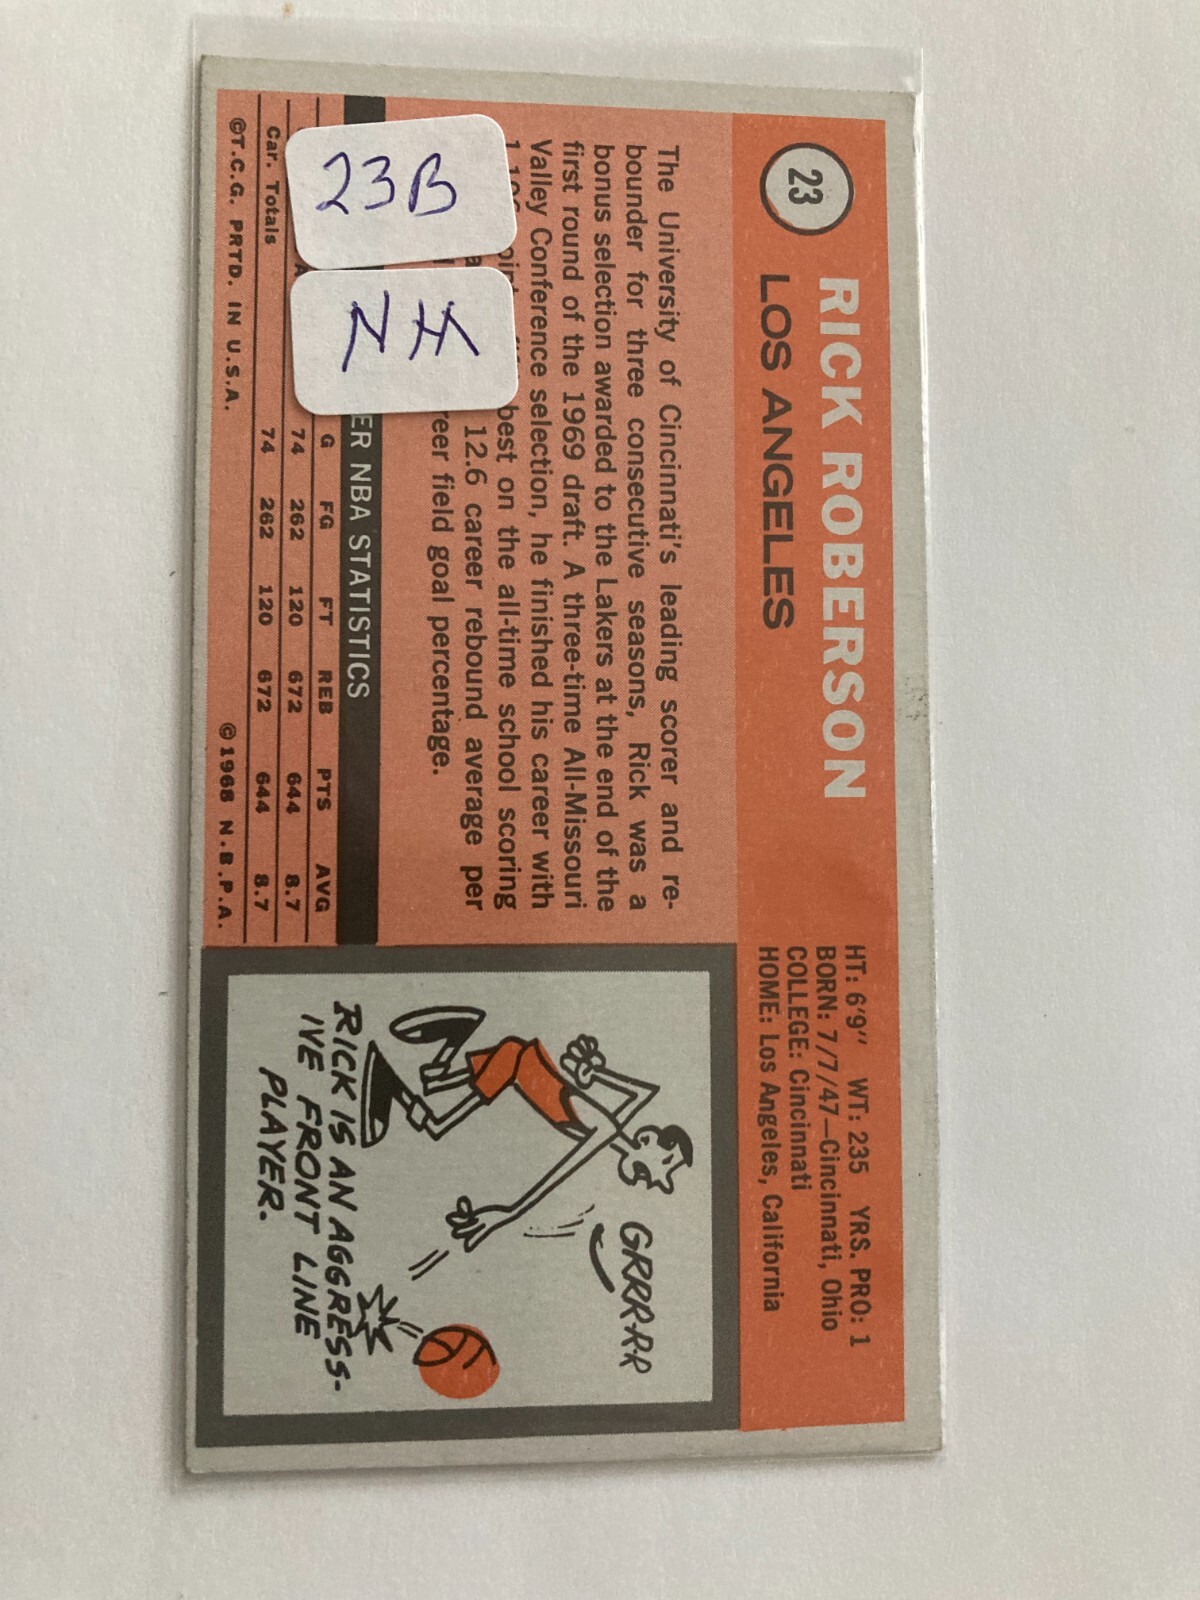 23
RICK ROBERSON
LOS ANGELES
HT: 6'9" WT: 235 YRS. PRO: 1
BORN: 7/7/47—Cincinnati, Ohio
COLLEGE: Cincinnati
HOME: Los Angeles, California
The University of Cincinnati's leading scorer and re-
bounder for three consecutive seasons, Rick was a
bonus selection awarded to the Lakers at the end of the
first round of the 1969 draft. A three-time All-Missouri
Valley Conference selection, he finished his career with
best on the all-time school scoring
12.6 career rebound average per
field goal percentage.
23B
NH
NBA STATISTICS
G FG FT REB PTS AVG
74 262 120 672 644 8.7
Car. Totals 74 262 120 672 644 8.7
©T.C.G. PRTD. IN U.S.A. ©1968 N.B.P.A.
GRRR-R
RICK IS AN AGGRESS-
IVE FRONT LINE
PLAYER.